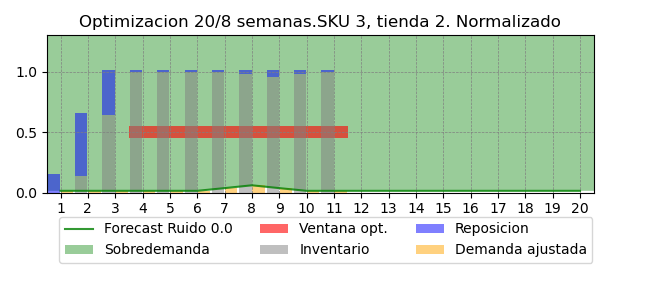 Optimizacion 20/8 semanas.SKU 3, tienda 2. Normalizado
1.0
0.5
0.0
1 2 3 4 5 6 7 8 9 10 11 12 13 14 15 16 17 18 19 20
Forecast Ruido 0.0 Ventana opt. Reposicion
Sobredemanda Inventario Demanda ajustada